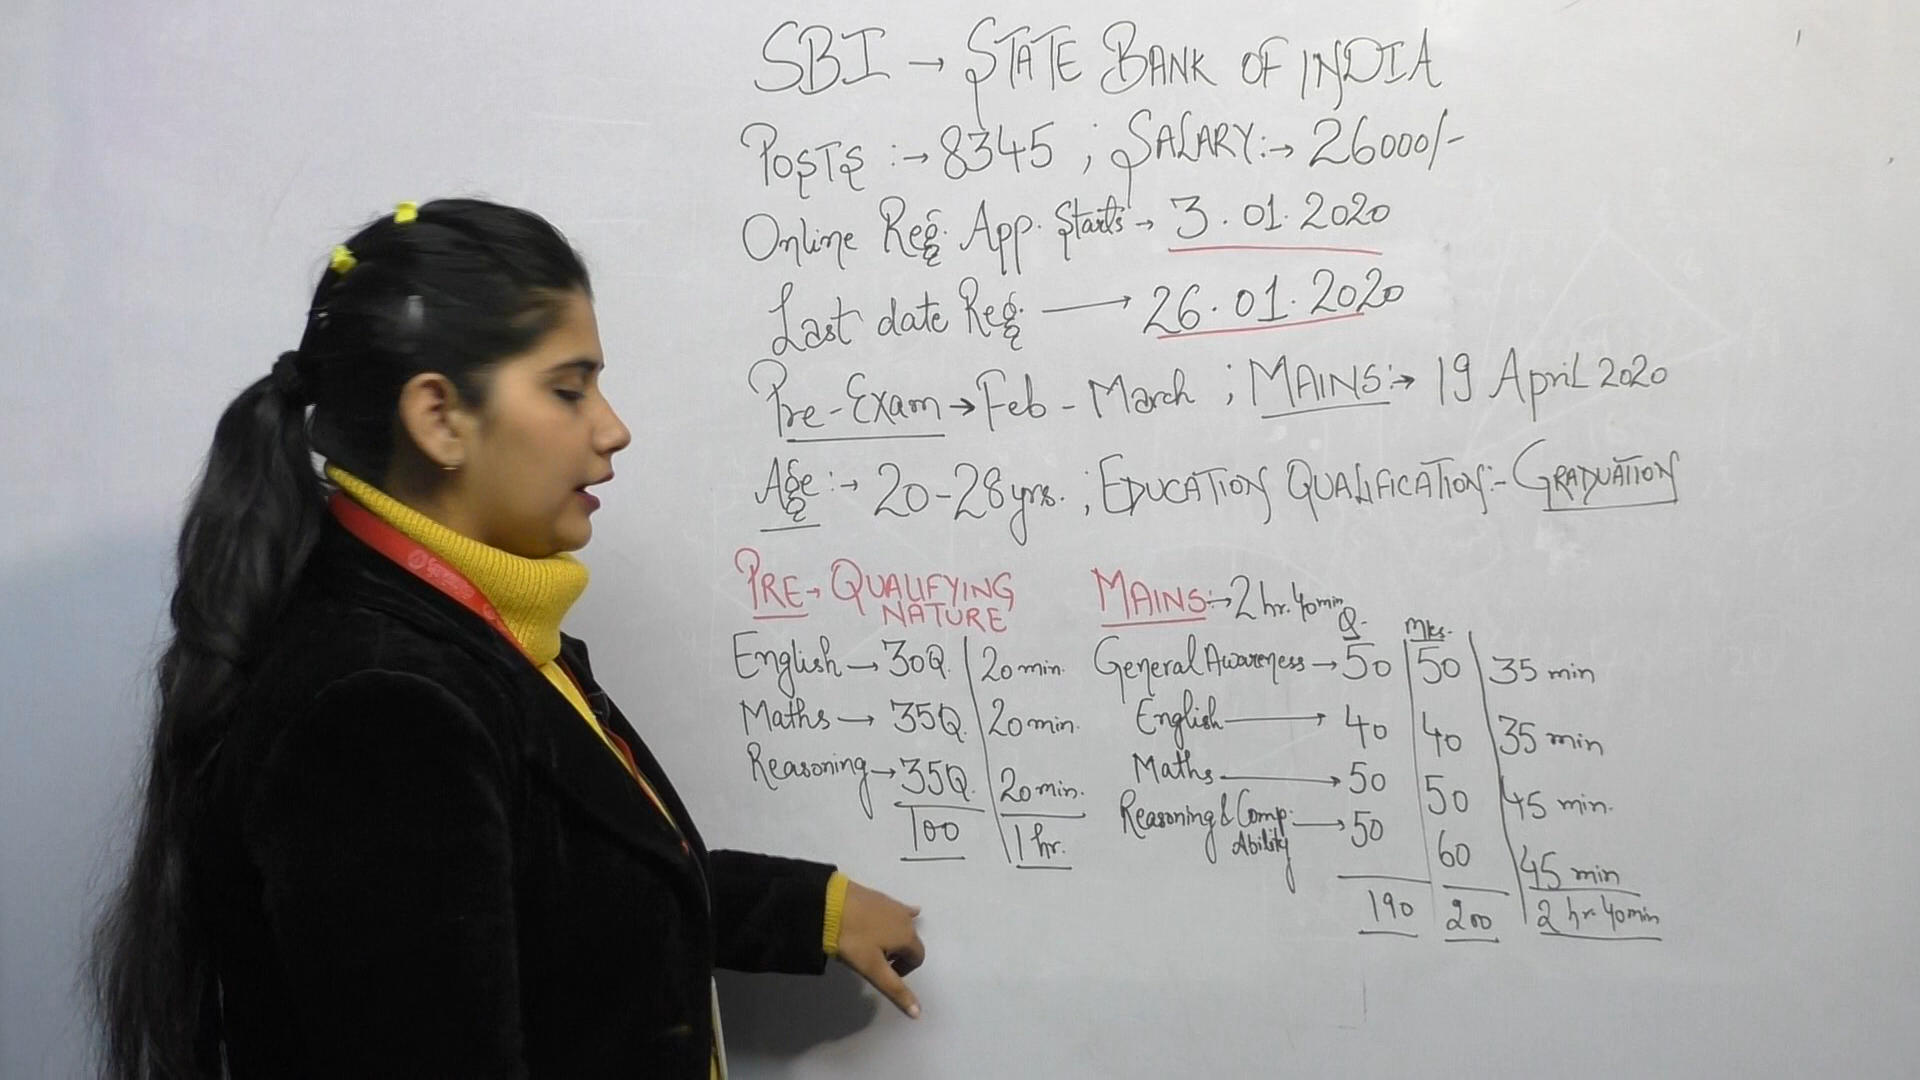 SBI → STATE BANK OF INDIA
POSTS :→ 8345 ; SALARY:→ 26000/-
Online Reg. App. Starts → 3.01.2020
Last date Reg. → 26.01.2020
Pre-Exam → Feb - March ; MAINS:→ 19 April 2020
Age :→ 20-28yrs. ; EDUCATION QUALIFICATION:- GRADUATION
PRE → QUALIFYING NATURE
English → 30Q. | 20 min.
Maths → 35Q. | 20 min.
Reasoning → 35Q. | 20 min.
100 | 1 hr.
MAINS:→ 2 hr. 40 min
Q. Mks.
General Awareness → 50 | 50 | 35 min
English → 40 | 40 | 35 min
Maths → 50 | 50 | 45 min.
Reasoning & Comp. Ability → 50 | 60 | 45 min
190 | 200 | 2 hr. 40 min